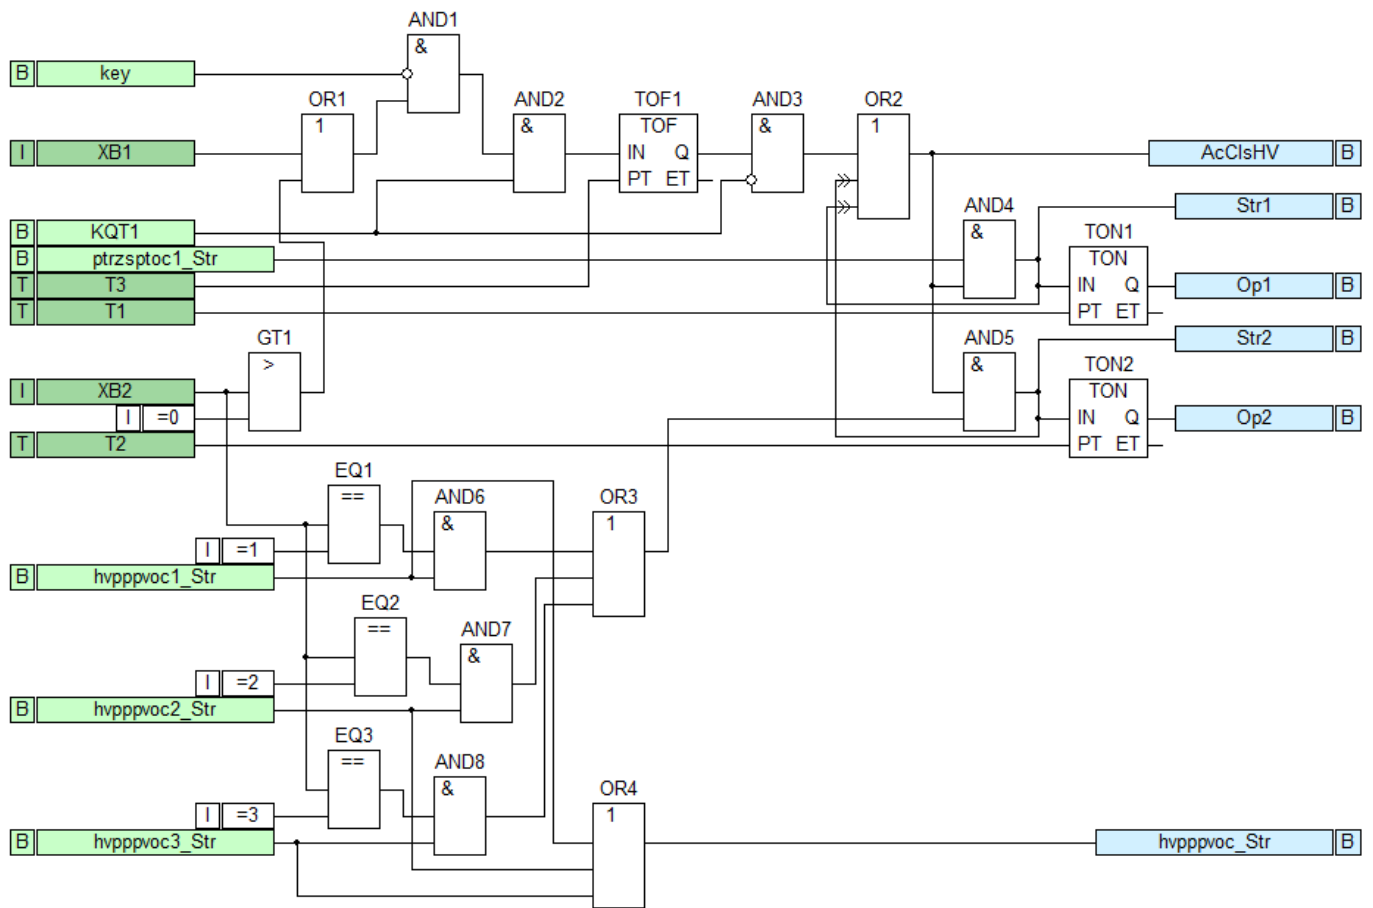 AND1
&
B key
OR1
1
AND2
&
TOF1
TOF
IN Q
PT ET
AND3
&
OR2
1
I XB1
AcClsHV B
B KQT1
B ptrzsptoc1_Str
T T3
T T1
AND4
&
Str1 B
TON1
TON
IN Q
PT ET
Op1 B
GT1
>
I XB2
I =0
T T2
AND5
&
Str2 B
TON2
TON
IN Q
PT ET
Op2 B
EQ1
==
I =1
B hvpppvoc1_Str
AND6
&
OR3
1
EQ2
==
I =2
B hvpppvoc2_Str
AND7
&
EQ3
==
I =3
B hvpppvoc3_Str
AND8
&
OR4
1
hvpppvoc_Str B